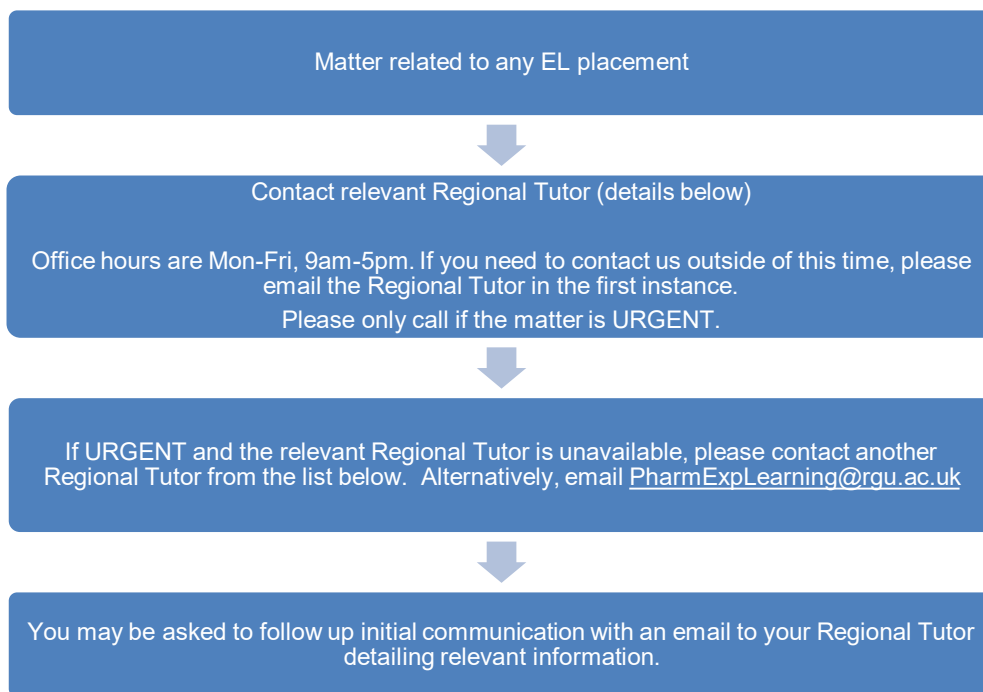 Matter related to any EL placement
Contact relevant Regional Tutor (details below)
Office hours are Mon-Fri, 9am-5pm. If you need to contact us outside of this time, please
email the Regional Tutor in the first instance.
Please only call if the matter is URGENT.
If URGENT and the relevant Regional Tutor is unavailable, please contact another
Regional Tutor from the list below.  Alternatively, email PharmExpLearning@rgu.ac.uk
You may be asked to follow up initial communication with an email to your Regional Tutor
detailing relevant information.